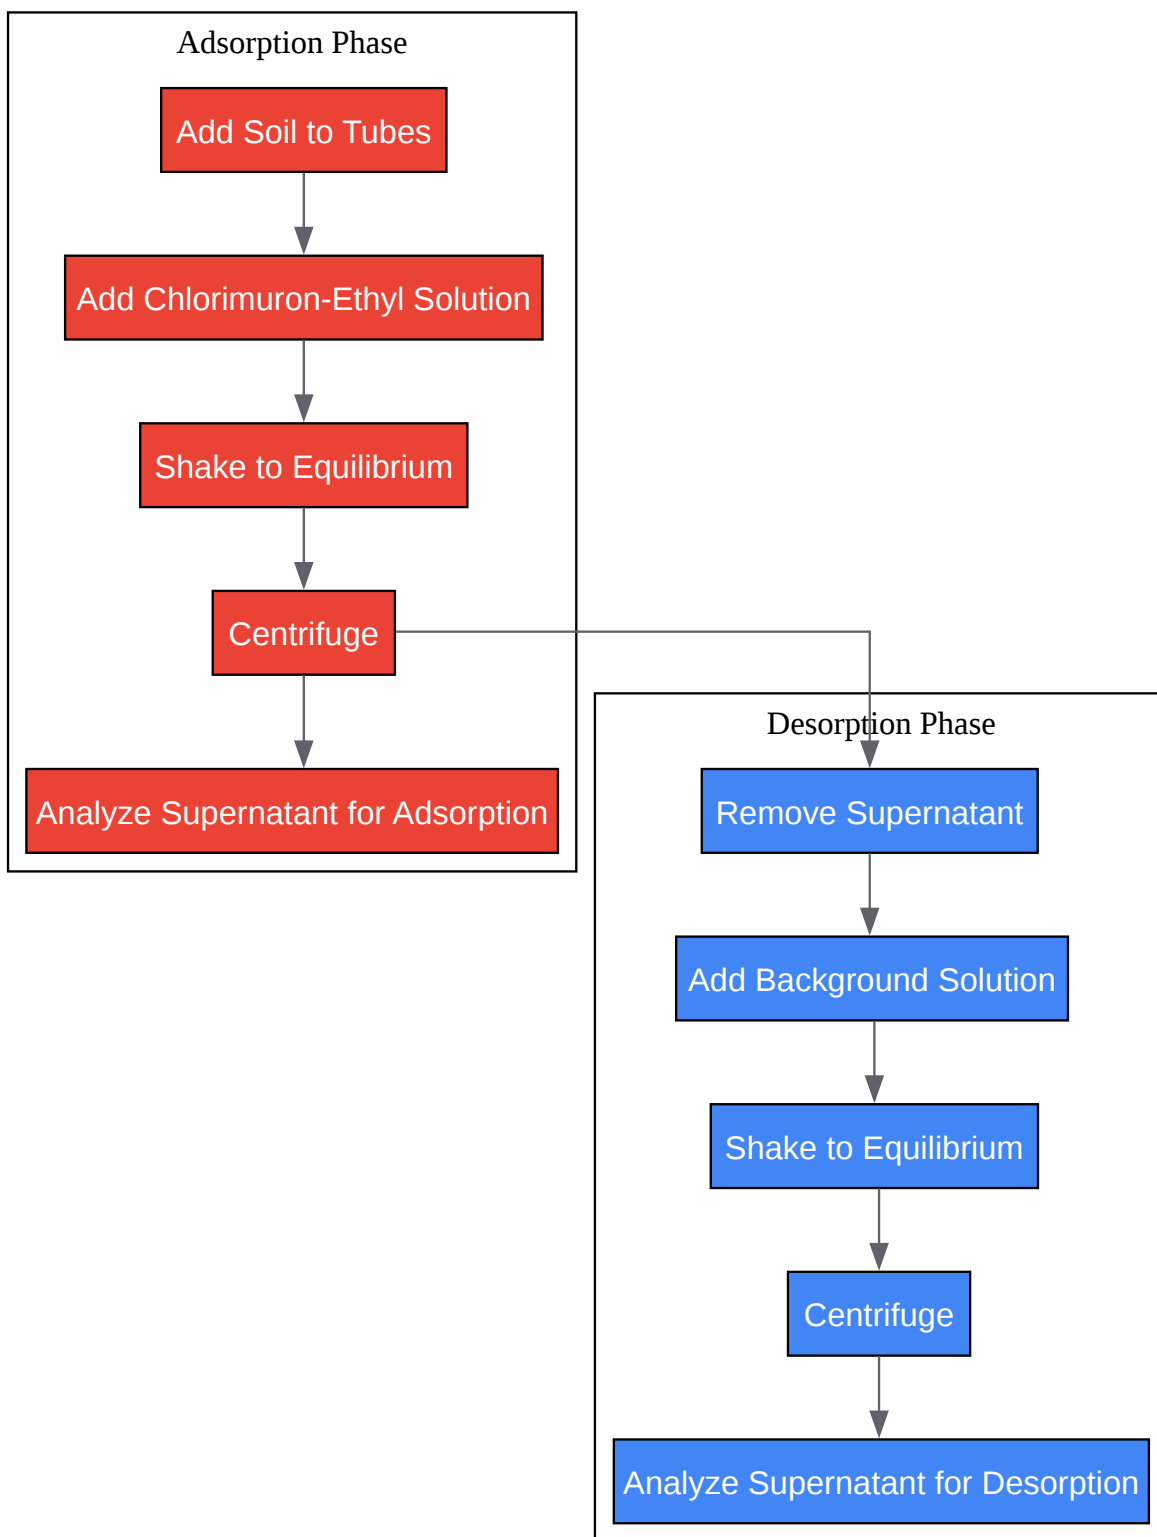 Adsorption Phase
Add Soil to Tubes
Add Chlorimuron-Ethyl Solution
Shake to Equilibrium
Centrifuge
Analyze Supernatant for Adsorption
Desorption Phase
Remove Supernatant
Add Background Solution
Shake to Equilibrium
Centrifuge
Analyze Supernatant for Desorption